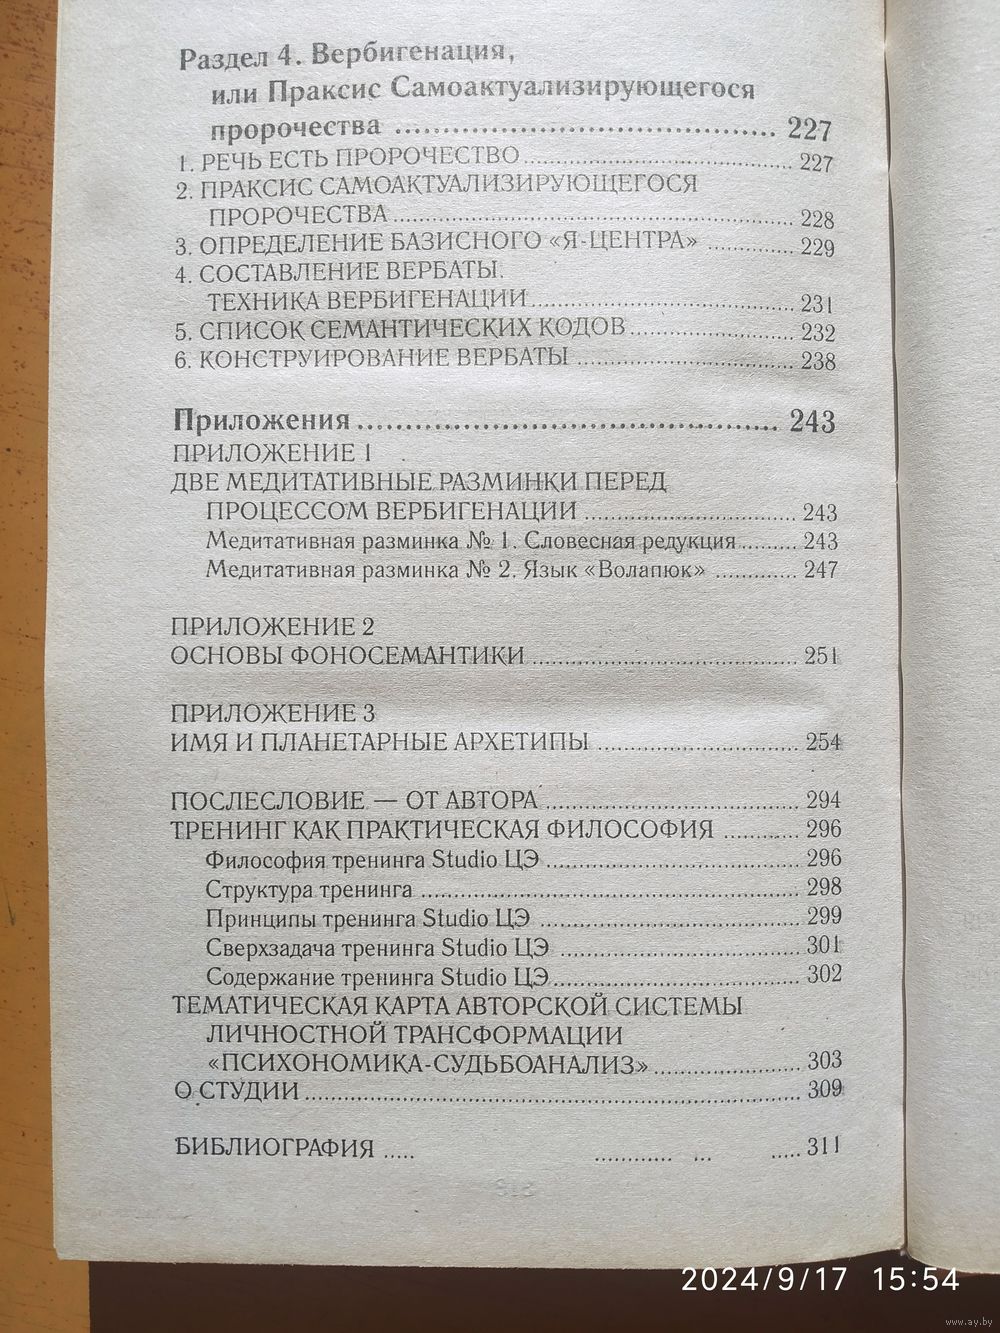 Раздел 4. Вербигенация,
или Праксис Самоактуализирующегося
пророчества ........................................ 227
1. РЕЧЬ ЕСТЬ ПРОРОЧЕСТВО ........................................ 227
2. ПРАКСИС САМОАКТУАЛИЗИРУЮЩЕГОСЯ
ПРОРОЧЕСТВА ........................................ 228
3. ОПРЕДЕЛЕНИЕ БАЗИСНОГО «Я-ЦЕНТРА» ............... 229
4. СОСТАВЛЕНИЕ ВЕРБАТЫ.
ТЕХНИКА ВЕРБИГЕНАЦИИ ........................................ 231
5. СПИСОК СЕМАНТИЧЕСКИХ КОДОВ ......................... 232
6. КОНСТРУИРОВАНИЕ ВЕРБАТЫ ................................ 238
Приложения ........................................ 243
ПРИЛОЖЕНИЕ 1
ДВЕ МЕДИТАТИВНЫЕ РАЗМИНКИ ПЕРЕД
ПРОЦЕССОМ ВЕРБИГЕНАЦИИ ................................ 243
Медитативная разминка № 1. Словесная редукция ......... 243
Медитативная разминка № 2. Язык «Волапюк» ............ 247
ПРИЛОЖЕНИЕ 2
ОСНОВЫ ФОНОСЕМАНТИКИ ........................................ 251
ПРИЛОЖЕНИЕ 3
ИМЯ И ПЛАНЕТАРНЫЕ АРХЕТИПЫ ............................... 254
ПОСЛЕСЛОВИЕ — ОТ АВТОРА ........................................ 294
ТРЕНИНГ КАК ПРАКТИЧЕСКАЯ ФИЛОСОФИЯ ............ 296
Философия тренинга Studio ЦЭ ........................................ 296
Структура тренинга ........................................ 298
Принципы тренинга Studio ЦЭ ........................................ 299
Сверхзадача тренинга Studio ЦЭ ........................................ 301
Содержание тренинга Studio ЦЭ ........................................ 302
ТЕМАТИЧЕСКАЯ КАРТА АВТОРСКОЙ СИСТЕМЫ
ЛИЧНОСТНОЙ ТРАНСФОРМАЦИИ
«ПСИХОНОМИКА-СУДЬБОАНАЛИЗ» ........................ 303
О СТУДИИ ........................................ 309
БИБЛИОГРАФИЯ ..... ............ ... ..... 311
2024/9/17 15:54
www.ay.by